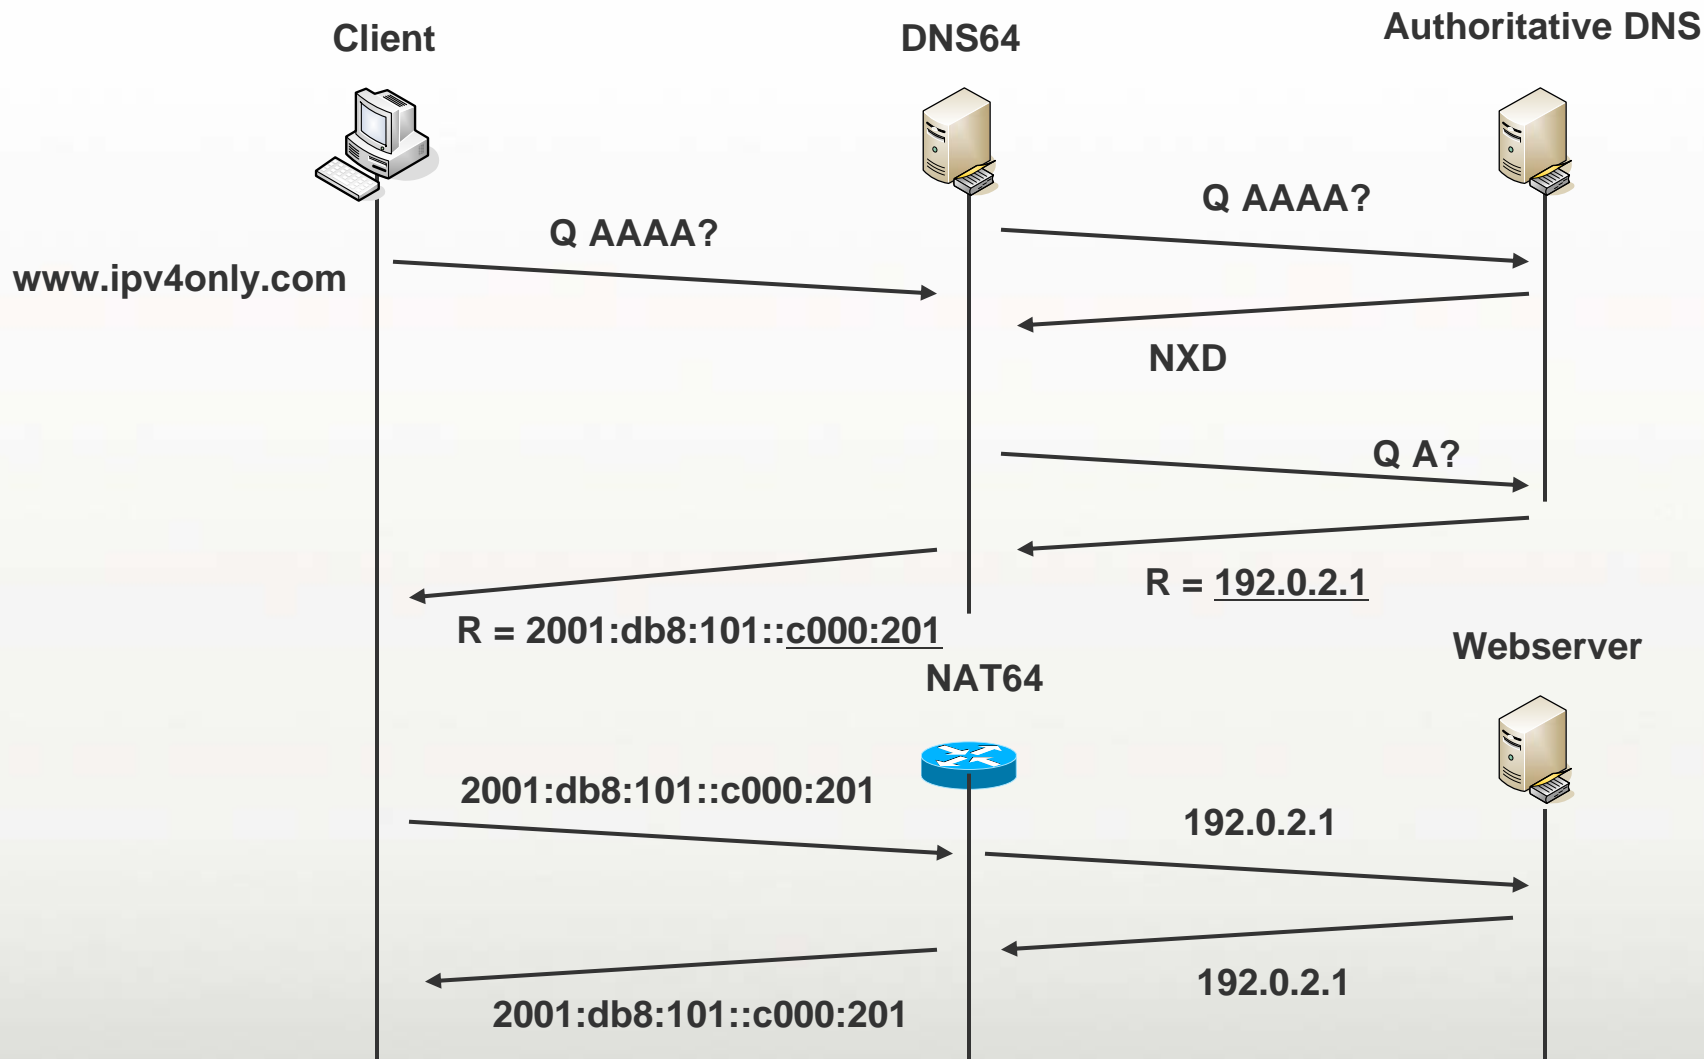 Client
DNS64
Authoritative DNS
Q AAAA?
Q AAAA?
www.ipv4only.com
NXD
Q A?
R = 192.0.2.1
R = 2001:db8:101::c000:201
Webserver
NAT64
2001:db8:101::c000:201
192.0.2.1
192.0.2.1
2001:db8:101::c000:201